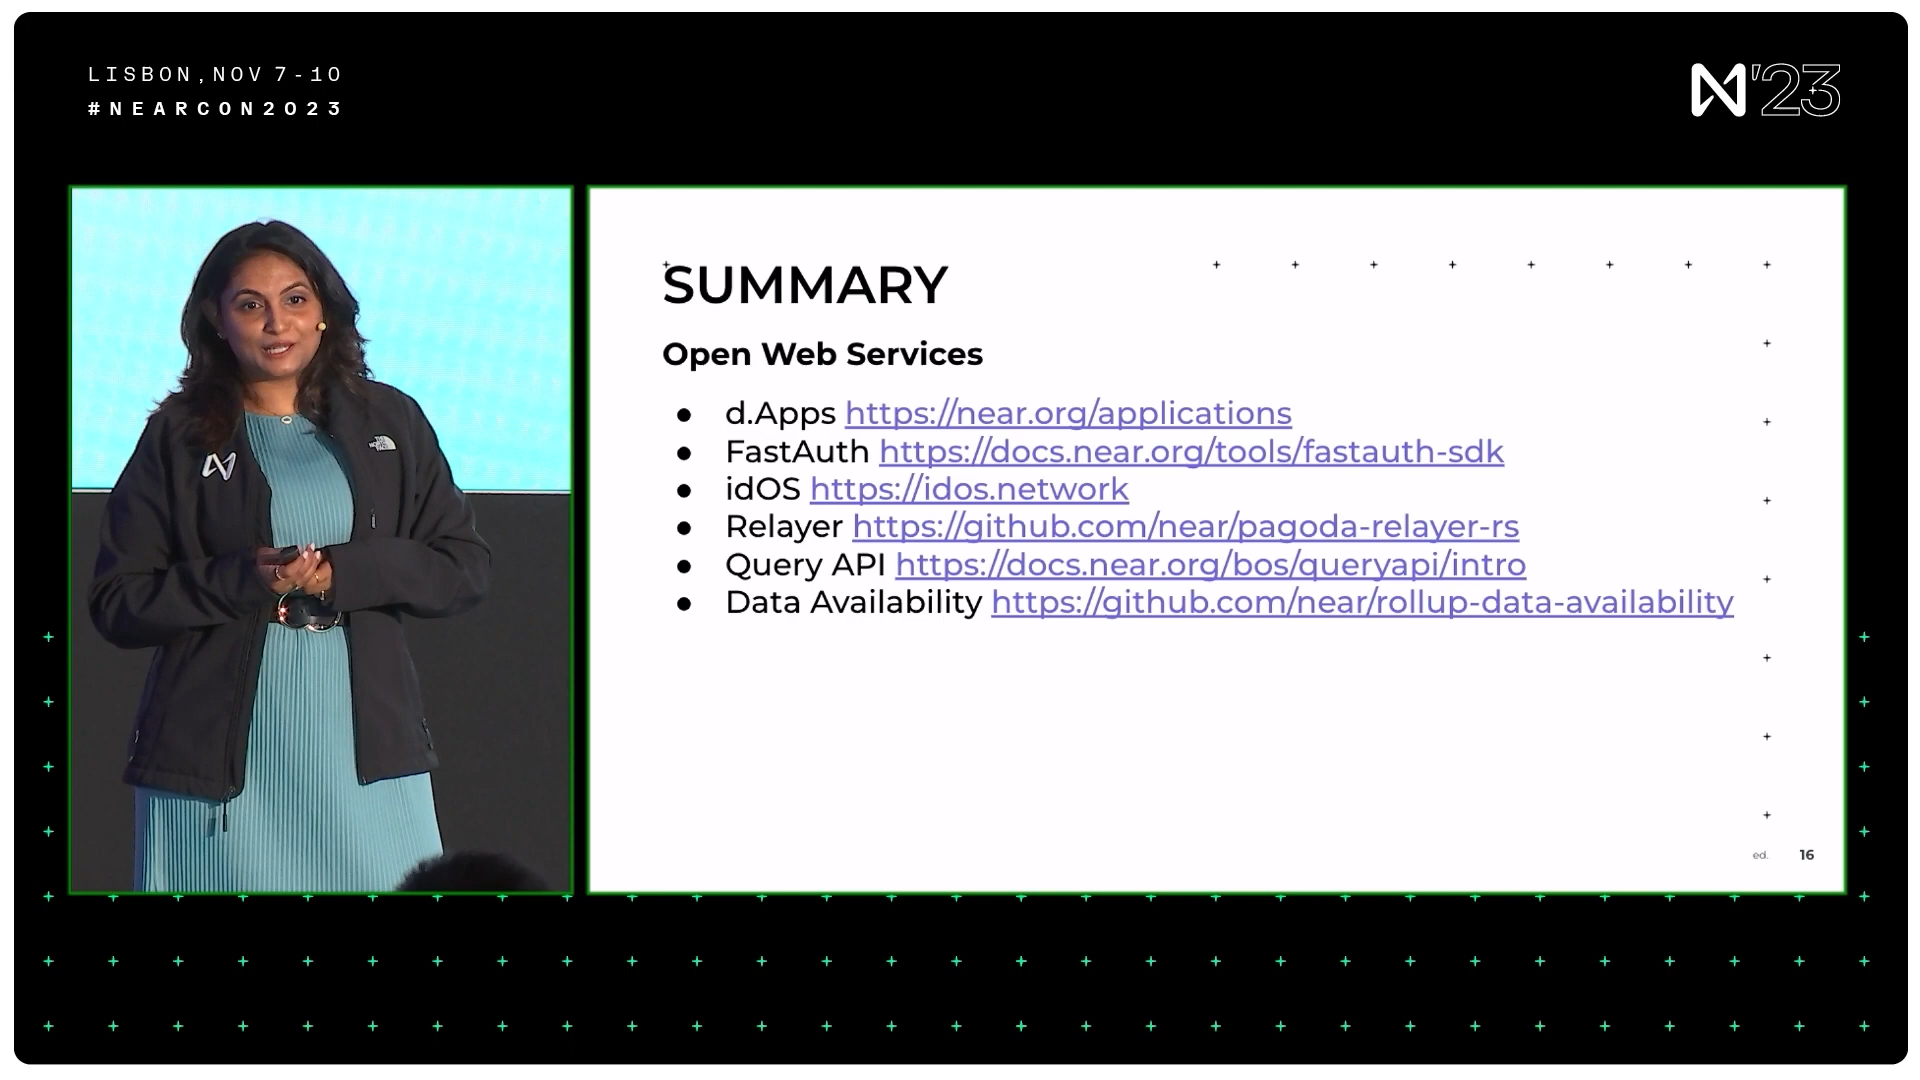 LISBON, NOV 7-10
#NEARCON2023
N'23
SUMMARY
Open Web Services
● d.Apps https://near.org/applications
● FastAuth https://docs.near.org/tools/fastauth-sdk
● idOS https://idos.network
● Relayer https://github.com/near/pagoda-relayer-rs
● Query API https://docs.near.org/bos/queryapi/intro
● Data Availability https://github.com/near/rollup-data-availability
ed. 16